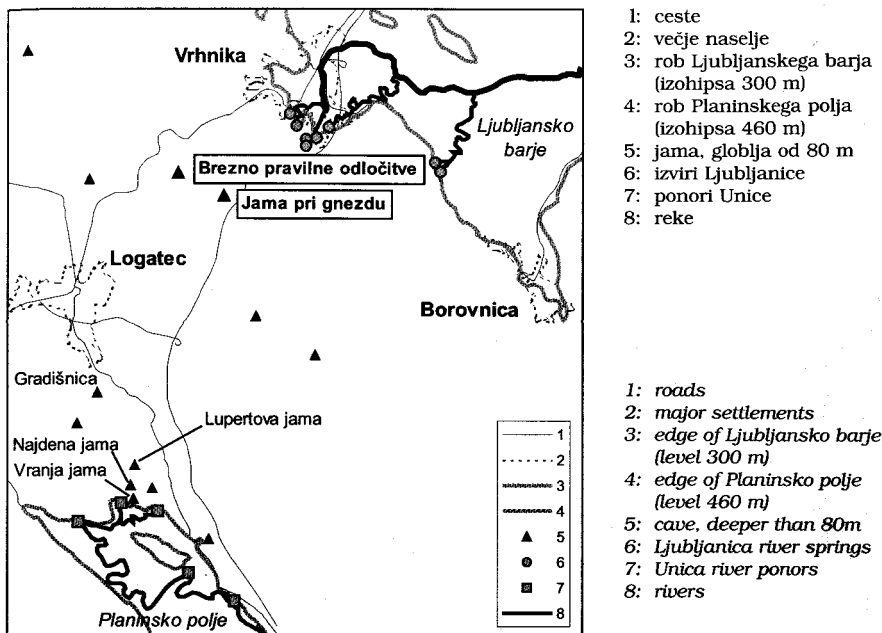 Vrhnika
Ljubljansko
barje
Brezno pravilne odločitve
Jama pri gnezdu
Logatec
Borovnica
Gradišnica
Lupertova jama
Najdena jama
Vranja jama
Planinsko polje
1
2
3
4
5
6
7
8
1: ceste
2: večje naselje
3: rob Ljubljanskega barja
(izohipsa 300 m)
4: rob Planinskega polja
(izohipsa 460 m)
5: jama, globlja od 80 m
6: izviri Ljubljanice
7: ponori Unice
8: reke
1: roads
2: major settlements
3: edge of Ljubljansko barje
(level 300 m)
4: edge of Planinsko polje
(level 460 m)
5: cave, deeper than 80m
6: Ljubljanica river springs
7: Unica river ponors
8: rivers